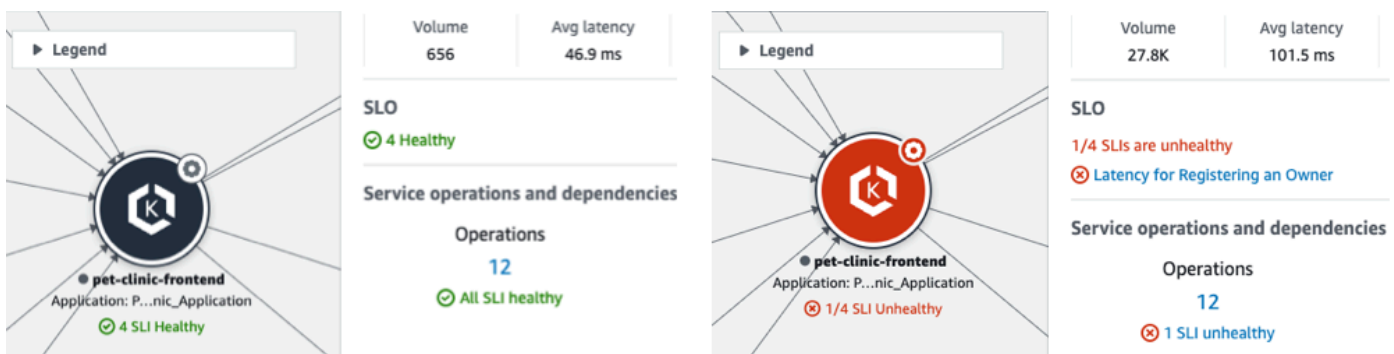 ▶ Legend
K
pet-clinic-frontend
Application: P...nic_Application
4 SLI Healthy
Volume
656
Avg latency
46.9 ms
SLO
4 Healthy
Service operations and dependencies
Operations
12
All SLI healthy
▶ Legend
K
pet-clinic-frontend
Application: P...nic_Application
1/4 SLI Unhealthy
Volume
27.8K
Avg latency
101.5 ms
SLO
1/4 SLIs are unhealthy
Latency for Registering an Owner
Service operations and dependencies
Operations
12
1 SLI unhealthy